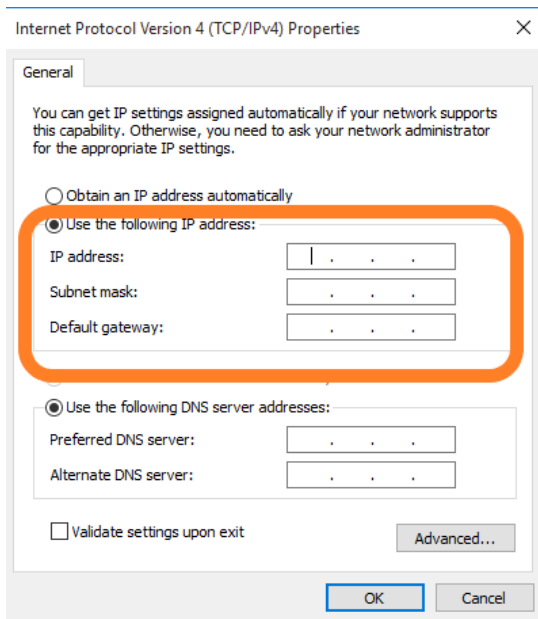 Internet Protocol Version 4 (TCP/IPv4) Properties
General
You can get IP settings assigned automatically if your network supports
this capability. Otherwise, you need to ask your network administrator
for the appropriate IP settings.
Obtain an IP address automatically
Use the following IP address:
IP address:
Subnet mask:
Default gateway:
Use the following DNS server addresses:
Preferred DNS server:
Alternate DNS server:
Validate settings upon exit
Advanced...
OK
Cancel